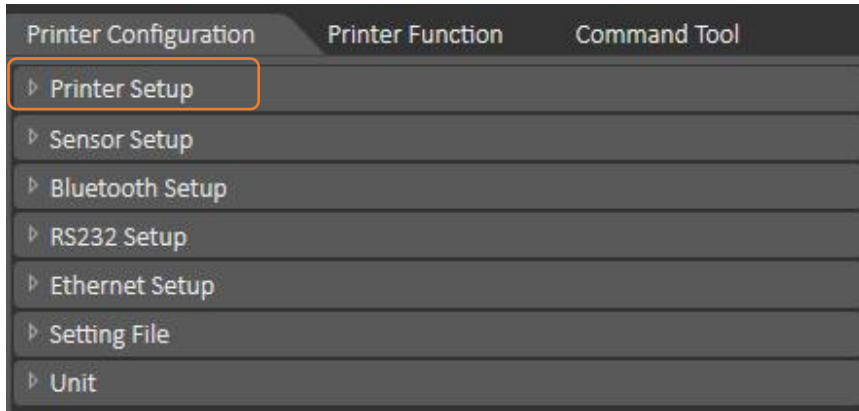 Printer Configuration Printer Function Command Tool
Printer Setup
Sensor Setup
Bluetooth Setup
RS232 Setup
Ethernet Setup
Setting File
Unit